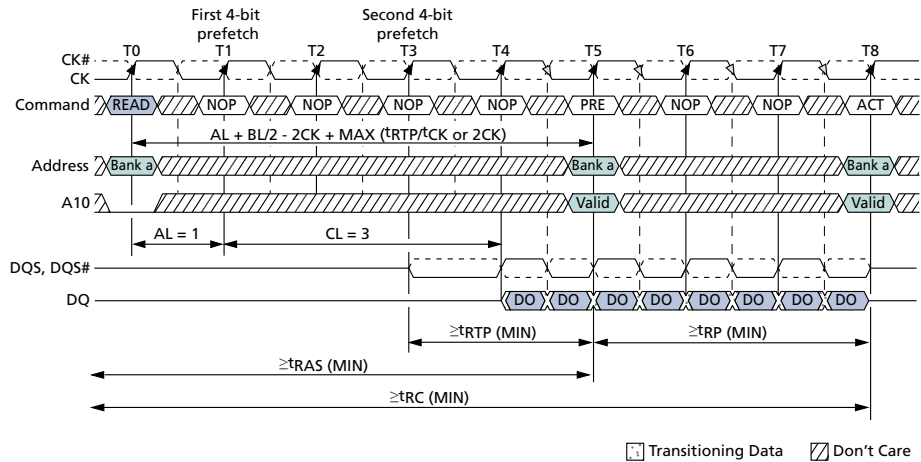 First 4-bit prefetch
Second 4-bit prefetch
T0 T1 T2 T3 T4 T5 T6 T7 T8
CK#
CK
Command READ NOP NOP NOP NOP PRE NOP NOP ACT
AL + BL/2 - 2CK + MAX (tRTP/tCK or 2CK)
Address Bank a Bank a Bank a
A10 Valid Valid
AL = 1 CL = 3
DQS, DQS#
DQ DO DO DO DO DO DO DO DO
≥tRTP (MIN) ≥tRP (MIN)
≥tRAS (MIN)
≥tRC (MIN)
Transitioning Data Don't Care